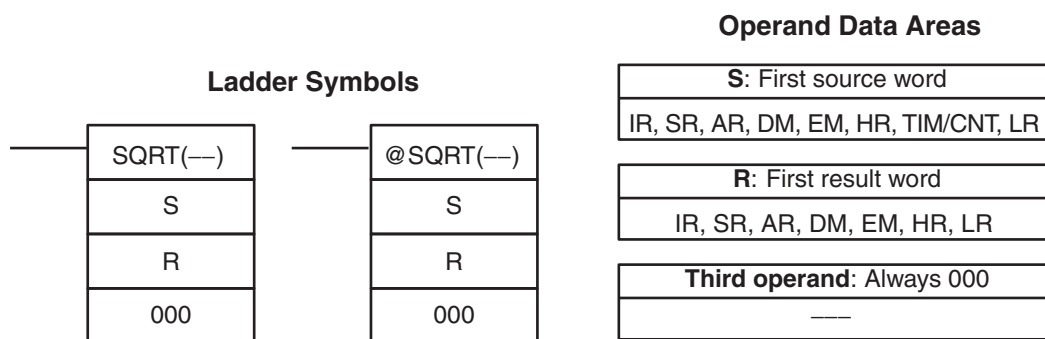 Ladder Symbols
SQRT(––)
S
R
000
@SQRT(––)
S
R
000
Operand Data Areas
S: First source word
IR, SR, AR, DM, EM, HR, TIM/CNT, LR
R: First result word
IR, SR, AR, DM, EM, HR, LR
Third operand: Always 000
–––